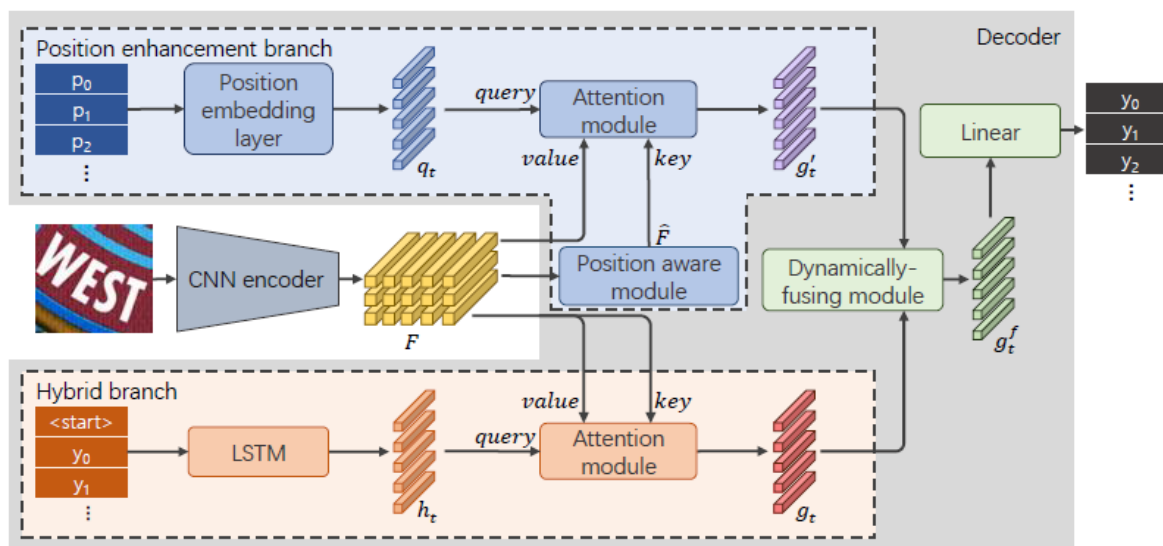 Position enhancement branch
Decoder
p₀
p₁
p₂
⋮
Position
embedding
layer
q_t
query
Attention
module
value
key
g'_t
Linear
y₀
y₁
y₂
⋮
WEST
CNN encoder
F
F̂
Position aware
module
Dynamically-
fusing module
g_t^f
Hybrid branch
<start>
y₀
y₁
⋮
LSTM
h_t
query
value
key
Attention
module
g_t